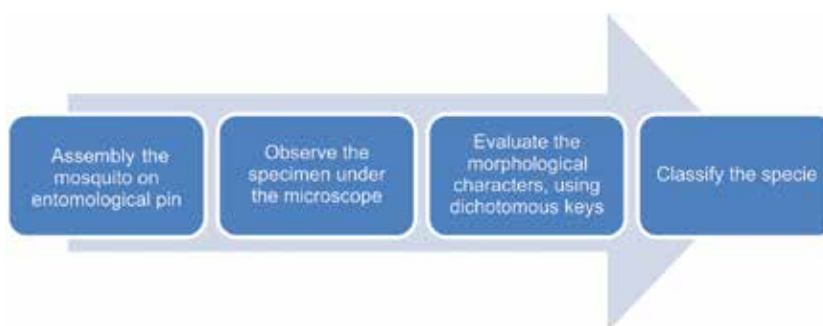 Assembly the
mosquito on
entomological pin
Observe the
specimen under
the microscope
Evaluate the
morphological
characters, using
dichotomous keys
Classify the specie